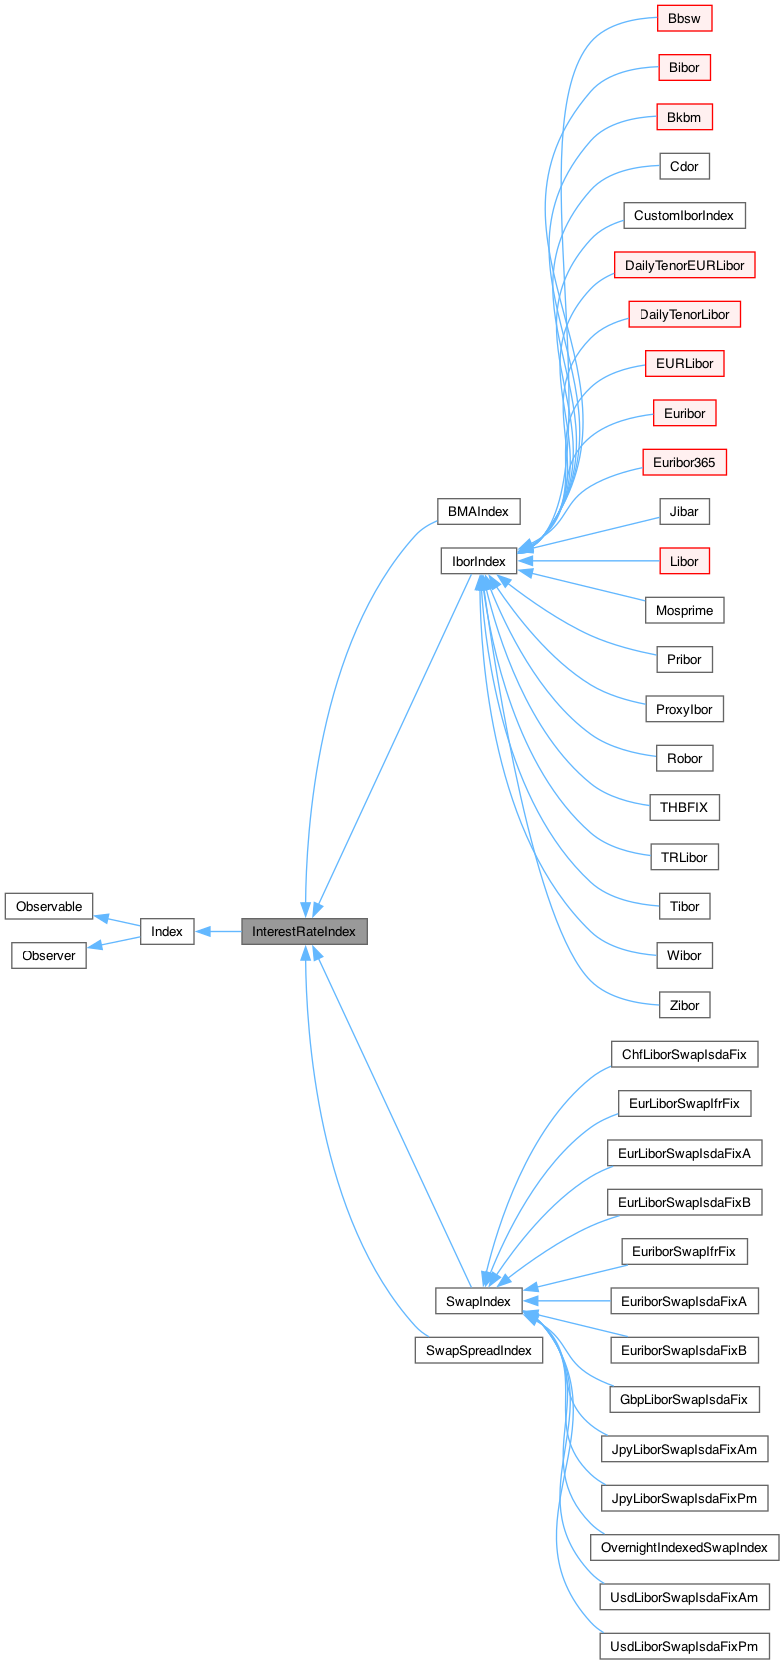 Bbsw
Bibor
Bkbm
Cdor
CustomIborIndex
DailyTenorEURLibor
DailyTenorLibor
EURLibor
Euribor
Euribor365
BMAIndex
Jibar
IborIndex
Libor
Mosprime
Pribor
ProxyIbor
Robor
THBFIX
TRLibor
Observable
Tibor
Index
InterestRateIndex
Observer
Wibor
Zibor
ChfLiborSwapIsdaFix
EurLiborSwapIfrFix
EurLiborSwapIsdaFixA
EurLiborSwapIsdaFixB
EuriborSwapIfrFix
SwapIndex
EuriborSwapIsdaFixA
SwapSpreadIndex
EuriborSwapIsdaFixB
GbpLiborSwapIsdaFix
JpyLiborSwapIsdaFixAm
JpyLiborSwapIsdaFixPm
OvernightIndexedSwapIndex
UsdLiborSwapIsdaFixAm
UsdLiborSwapIsdaFixPm